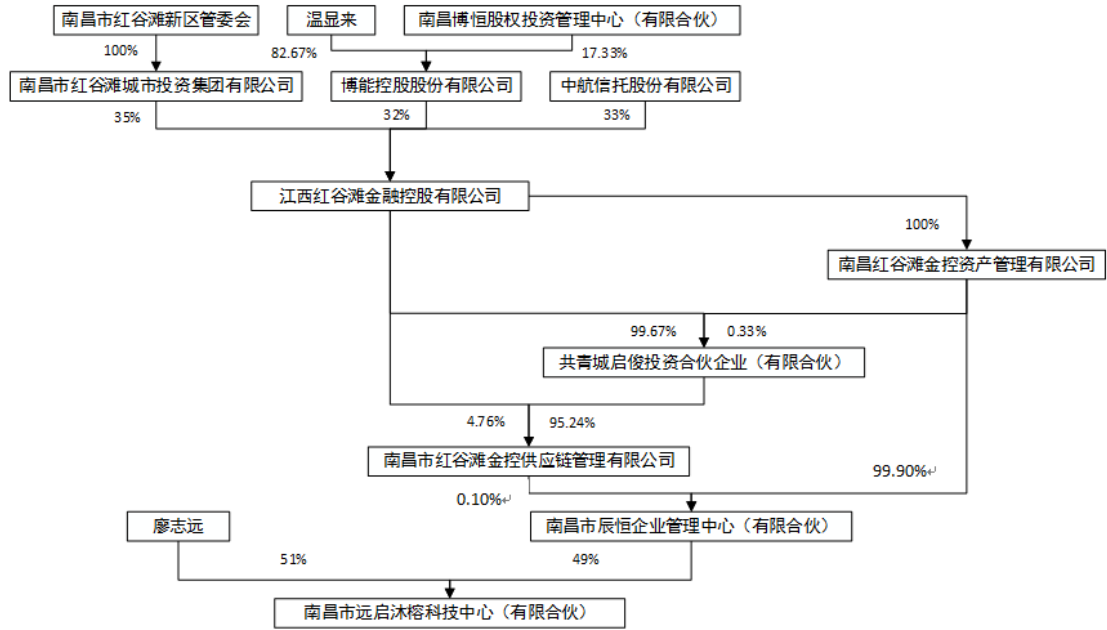 南昌市红谷滩新区管委会
温显来
南昌博恒股权投资管理中心（有限合伙）
100%
82.67%
17.33%
南昌市红谷滩城市投资集团有限公司
博能控股股份有限公司
中航信托股份有限公司
35%
32%
33%
江西红谷滩金融控股有限公司
100%
南昌红谷滩金控资产管理有限公司
99.67%
0.33%
共青城启俊投资合伙企业（有限合伙）
4.76%
95.24%
南昌市红谷滩金控供应链管理有限公司
99.90%
0.10%
廖志远
南昌市辰恒企业管理中心（有限合伙）
51%
49%
南昌市远启沐榕科技中心（有限合伙）